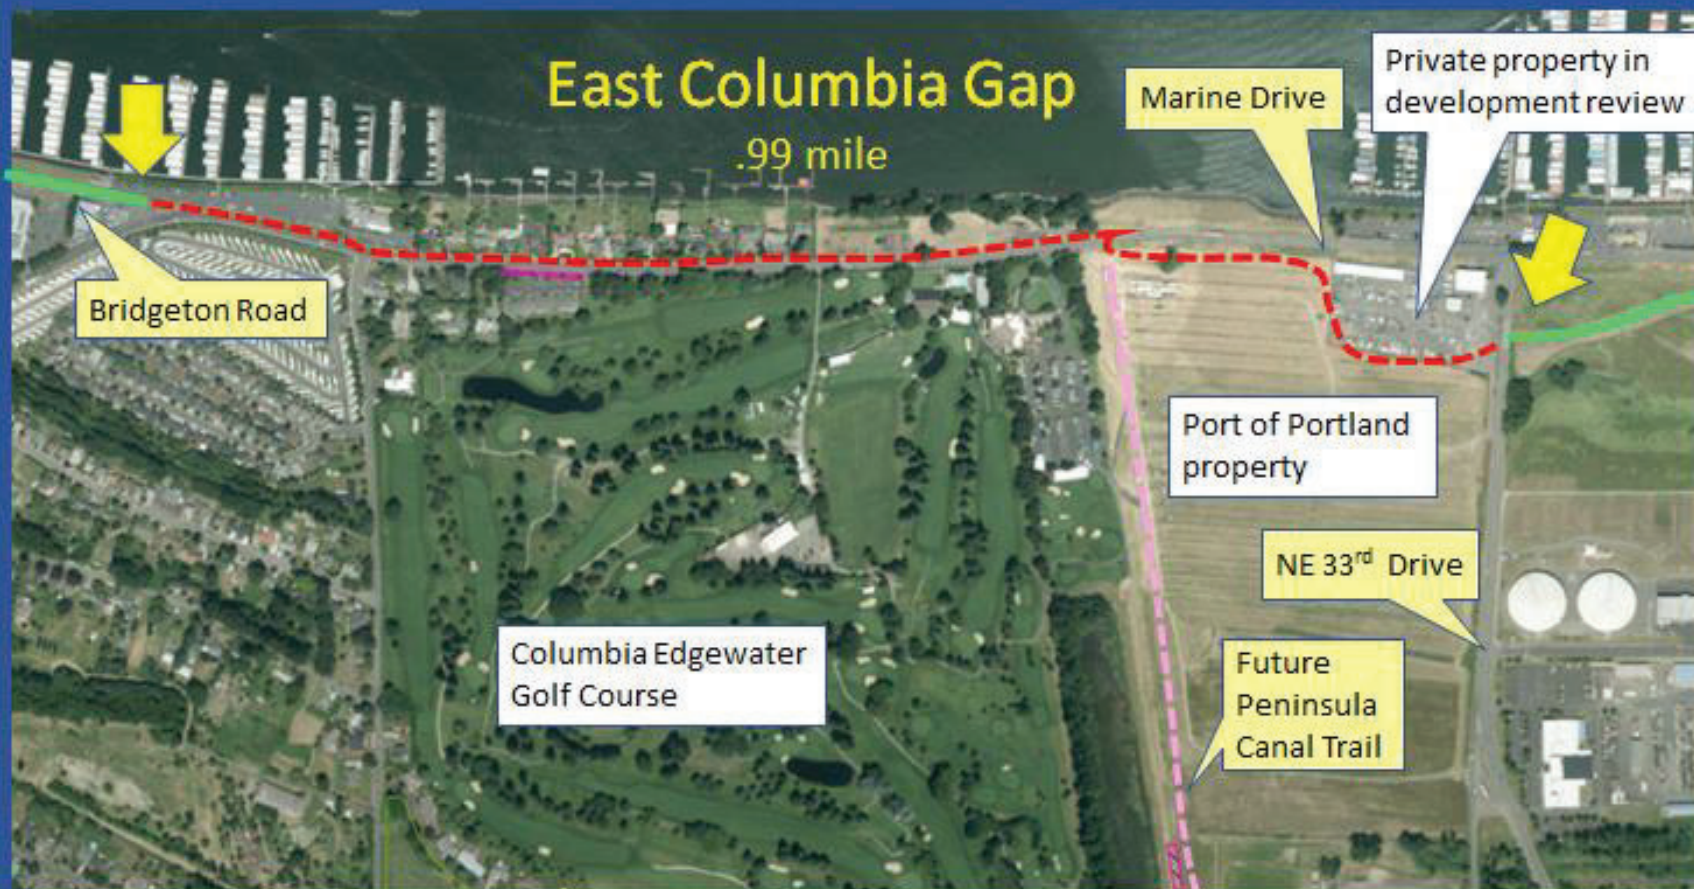 East Columbia Gap
.99 mile
Marine Drive
Private property in
development review
Bridgeton Road
Port of Portland
property
NE 33rd Drive
Columbia Edgewater
Golf Course
Future
Peninsula
Canal Trail